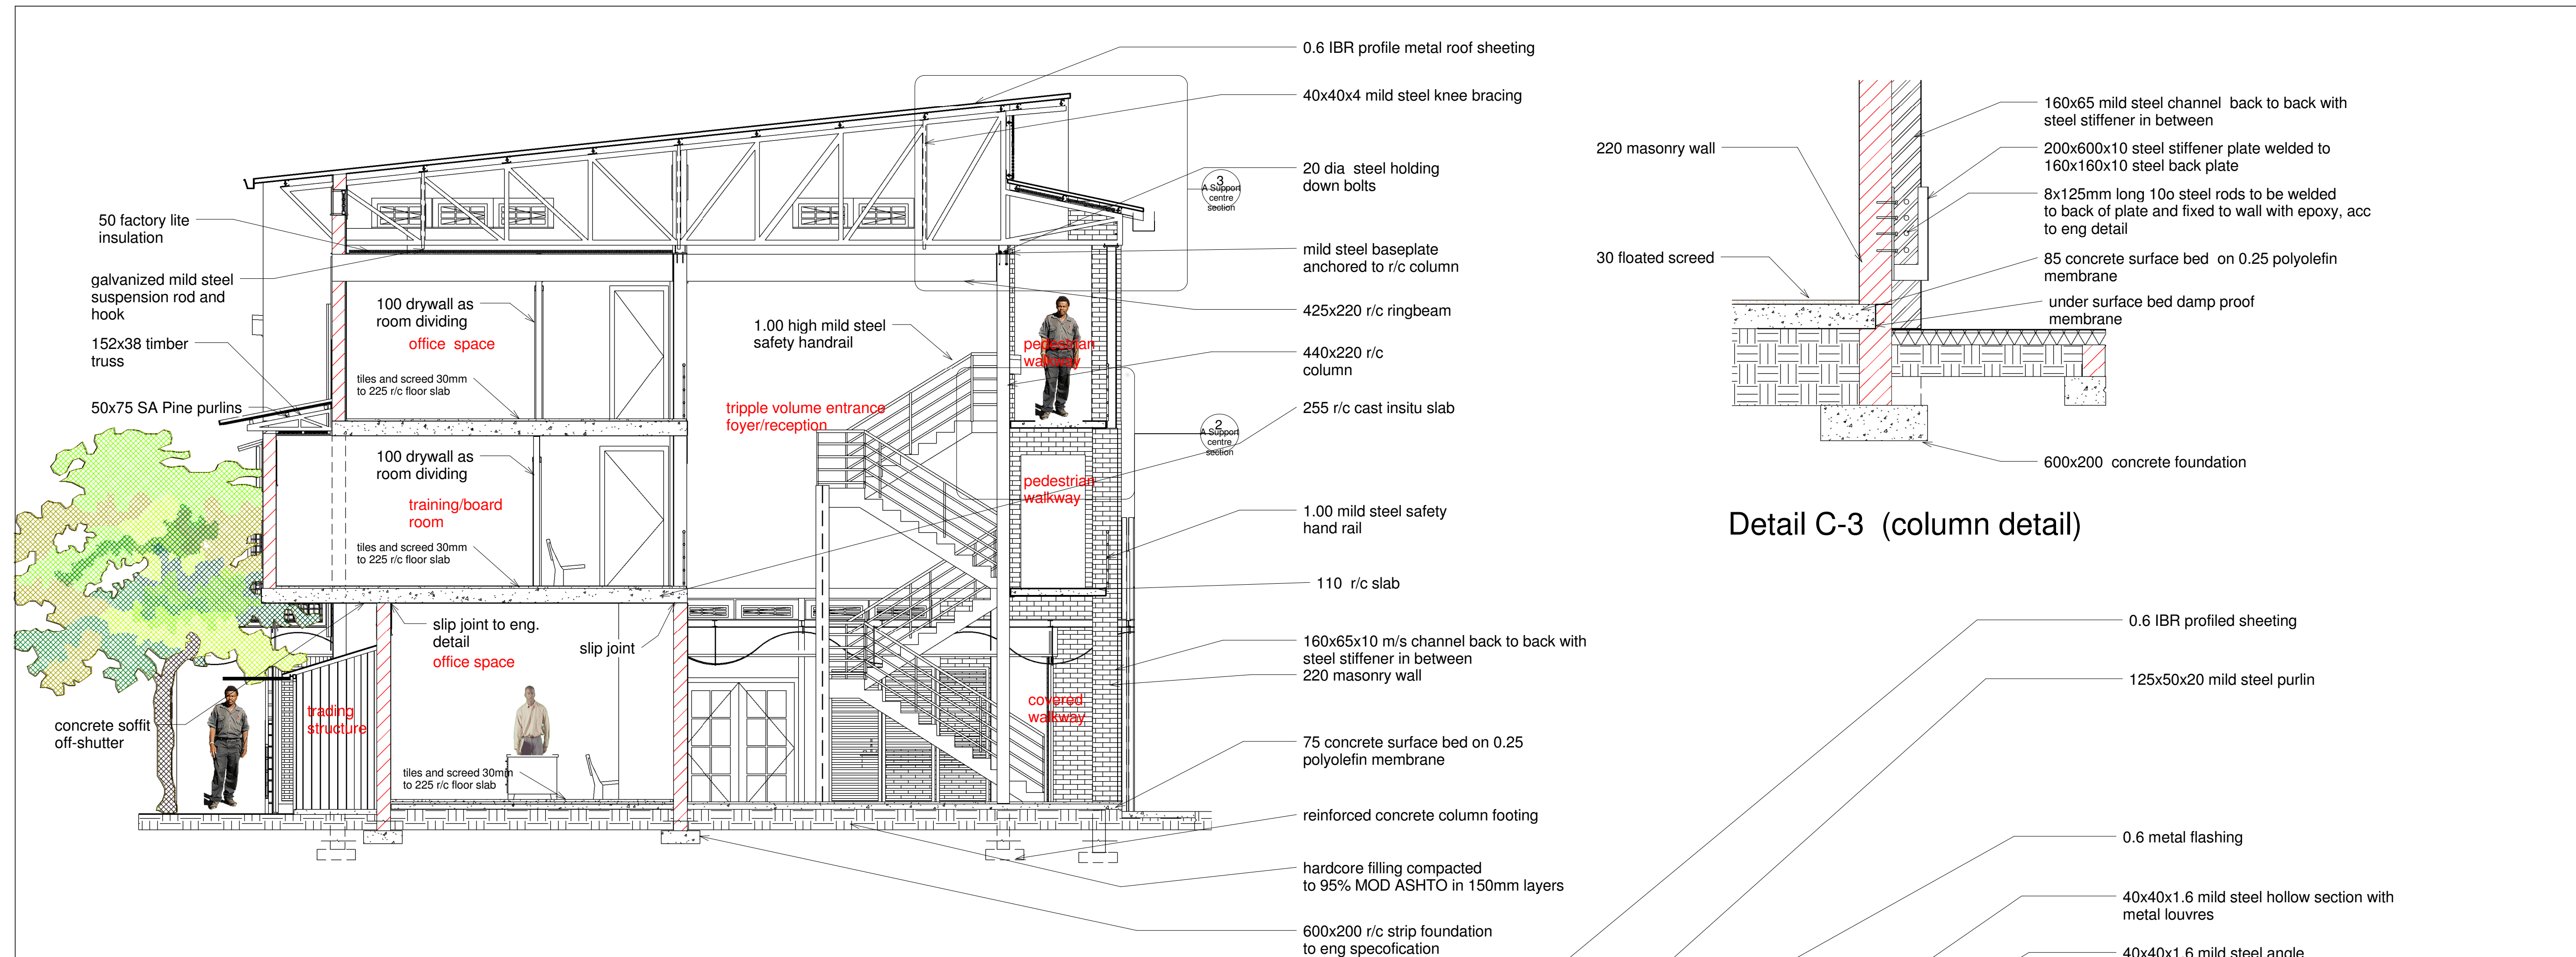 0.6 IBR profile metal roof sheeting
40x40x4 mild steel knee bracing
20 dia  steel holding
down bolts
3
A Support
centre
section
mild steel baseplate
anchored to r/c column
425x220 r/c ringbeam
440x220 r/c
column
255 r/c cast insitu slab
2
A Support
centre
section
1.00 mild steel safety
hand rail
110  r/c slab
160x65x10 m/s channel back to back with
steel stiffener in between
220 masonry wall
75 concrete surface bed on 0.25
polyolefin membrane
reinforced concrete column footing
hardcore filling compacted
to 95% MOD ASHTO in 150mm layers
600x200 r/c strip foundation
to eng specofication
50 factory lite
insulation
galvanized mild steel
suspension rod and
hook
152x38 timber
truss
50x75 SA Pine purlins
concrete soffit
off-shutter
100 drywall as
room dividing
office  space
tiles and screed 30mm
to 225 r/c floor slab
1.00 high mild steel
safety handrail
tripple volume entrance
foyer/reception
pedestrian
walkway
100 drywall as
room dividing
training/board
room
tiles and screed 30mm
to 225 r/c floor slab
pedestrian
walkway
slip joint to eng.
detail
office space
slip joint
trading
structure
covered
walkway
tiles and screed 30mm
to 225 r/c floor slab
220 masonry wall
30 floated screed
160x65 mild steel channel  back to back with
steel stiffener in between
200x600x10 steel stiffener plate welded to
160x160x10 steel back plate
8x125mm long 10o steel rods to be welded
to back of plate and fixed to wall with epoxy, acc
to eng detail
85 concrete surface bed  on 0.25 polyolefin
membrane
under surface bed damp proof
membrane
600x200  concrete foundation
Detail C-3  (column detail)
0.6 IBR profiled sheeting
125x50x20 mild steel purlin
0.6 metal flashing
40x40x1.6 mild steel hollow section with
metal louvres
40x40x1.6 mild steel angle